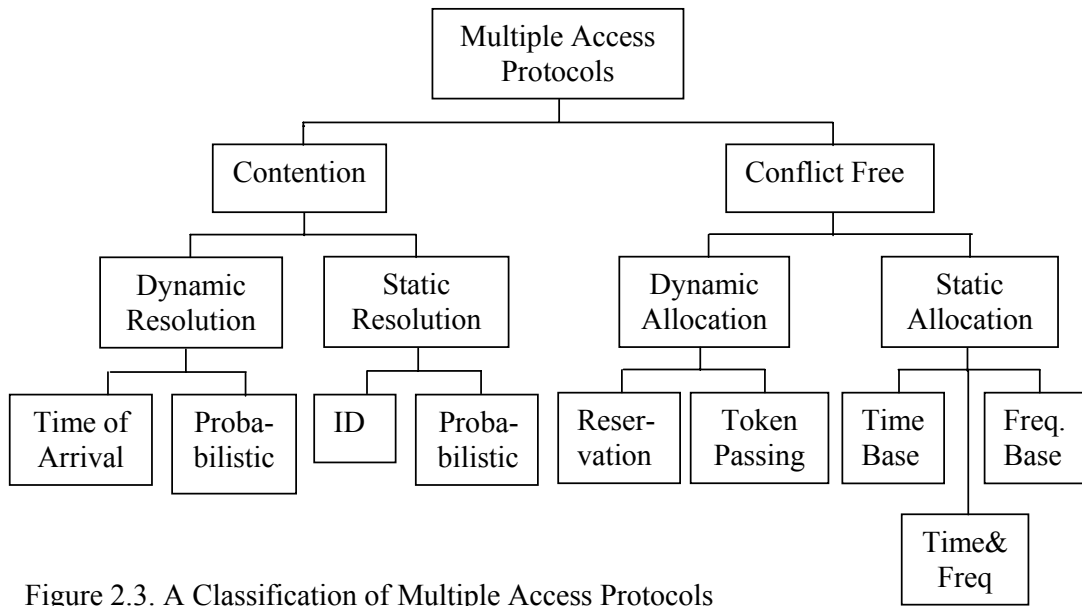 Multiple Access
Protocols
Contention
Conflict Free
Dynamic
Resolution
Static
Resolution
Dynamic
Allocation
Static
Allocation
Time of
Arrival
Proba-
bilistic
ID
Proba-
bilistic
Reser-
vation
Token
Passing
Time
Base
Freq.
Base
Time&
Freq
Figure 2.3. A Classification of Multiple Access Protocols